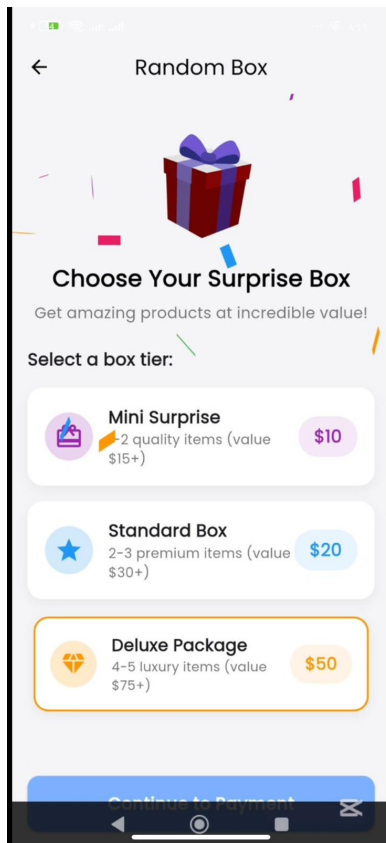 Random Box
Choose Your Surprise Box
Get amazing products at incredible value!
Select a box tier:
Mini Surprise
-2 quality items (value
$15+)
$10
Standard Box
2-3 premium items (value
$30+)
$20
Deluxe Package
4-5 luxury items (value
$75+)
$50
Continue to Payment